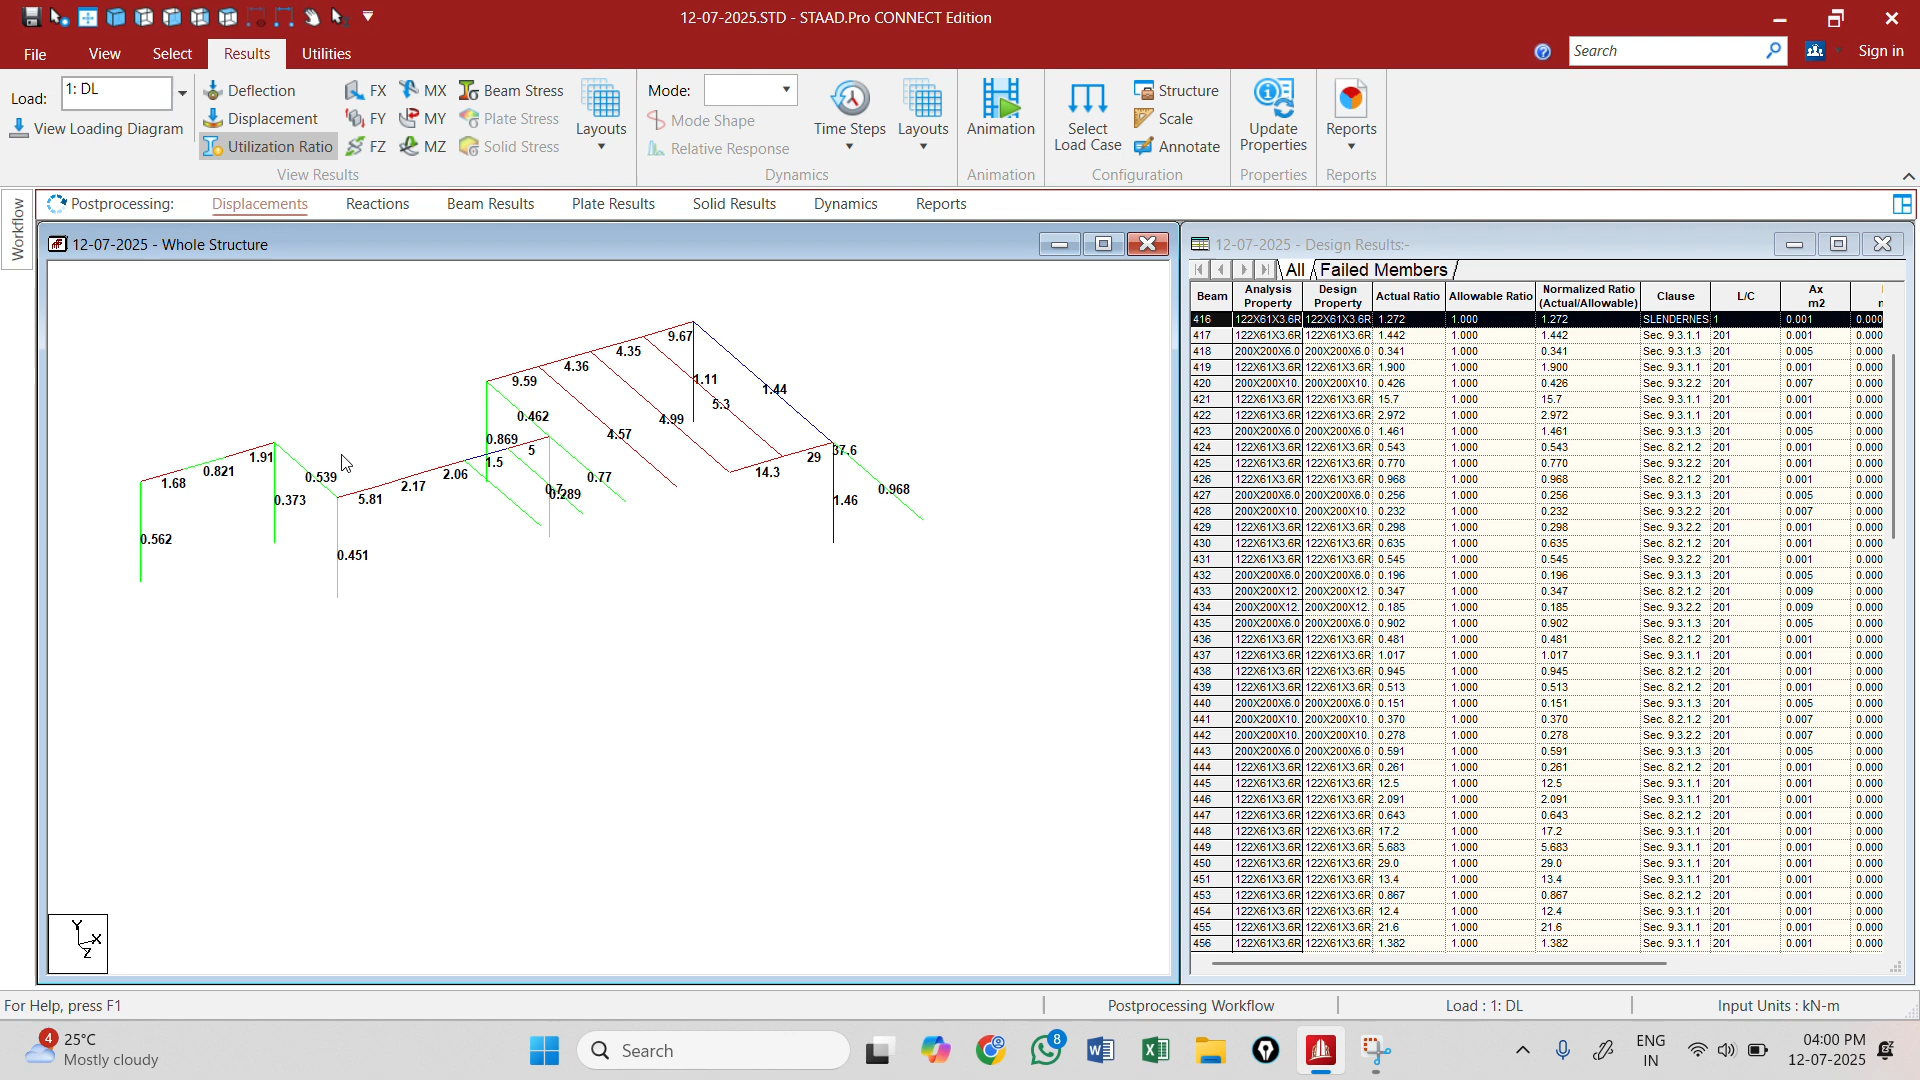 12-07-2025.STD - STAAD.Pro CONNECT Edition
File View Select Results Utilities Search Sign in
Load: 1: DL
View Loading Diagram
Deflection FX MX Beam Stress
Displacement FY MY Plate Stress
Utilization Ratio FZ MZ Solid Stress
Layouts
View Results
Mode:
Mode Shape
Relative Response
Time Steps Layouts
Dynamics
Animation
Animation
Select Load Case
Structure
Scale
Annotate
Configuration
Update Properties
Properties
Reports
Reports
Workflow
Postprocessing: Displacements Reactions Beam Results Plate Results Solid Results Dynamics Reports
12-07-2025 - Whole Structure
9.67
4.35
4.36
9.59
1.11
1.44
5.3
0.462
4.99
4.57
0.869
5
37.6
1.91
29
1.5
0.821
14.3
1.68
0.539
2.06
0.77
2.17
0.968
0.289
5.81
0.373
1.46
0.562
0.451
Y
X
Z
12-07-2025 - Design Results:-
All Failed Members
Beam Analysis Property Design Property Actual Ratio Allowable Ratio Normalized Ratio (Actual/Allowable) Clause L/C Ax m2
416 122X61X3.6R 122X61X3.6R 1.272 1.000 1.272 SLENDERNES 1 0.001 0.000
417 122X61X3.6R 122X61X3.6R 1.442 1.000 1.442 Sec. 9.3.1.1 201 0.001 0.000
418 200X200X6.0 200X200X6.0 0.341 1.000 0.341 Sec. 9.3.1.3 201 0.005 0.000
419 122X61X3.6R 122X61X3.6R 1.900 1.000 1.900 Sec. 9.3.1.1 201 0.001 0.000
420 200X200X10. 200X200X10. 0.426 1.000 0.426 Sec. 9.3.2.2 201 0.007 0.000
421 122X61X3.6R 122X61X3.6R 15.7 1.000 15.7 Sec. 9.3.1.1 201 0.001 0.000
422 122X61X3.6R 122X61X3.6R 2.972 1.000 2.972 Sec. 9.3.1.1 201 0.001 0.000
423 200X200X6.0 200X200X6.0 1.461 1.000 1.461 Sec. 9.3.1.3 201 0.005 0.000
424 122X61X3.6R 122X61X3.6R 0.543 1.000 0.543 Sec. 8.2.1.2 201 0.001 0.000
425 122X61X3.6R 122X61X3.6R 0.770 1.000 0.770 Sec. 9.3.2.2 201 0.001 0.000
426 122X61X3.6R 122X61X3.6R 0.968 1.000 0.968 Sec. 8.2.1.2 201 0.001 0.000
427 200X200X6.0 200X200X6.0 0.256 1.000 0.256 Sec. 9.3.1.3 201 0.005 0.000
428 200X200X10. 200X200X10. 0.232 1.000 0.232 Sec. 9.3.2.2 201 0.007 0.000
429 122X61X3.6R 122X61X3.6R 0.298 1.000 0.298 Sec. 9.3.2.2 201 0.001 0.000
430 122X61X3.6R 122X61X3.6R 0.635 1.000 0.635 Sec. 8.2.1.2 201 0.001 0.000
431 122X61X3.6R 122X61X3.6R 0.545 1.000 0.545 Sec. 9.3.2.2 201 0.001 0.000
432 200X200X6.0 200X200X6.0 0.196 1.000 0.196 Sec. 9.3.1.3 201 0.005 0.000
433 200X200X12. 200X200X12. 0.347 1.000 0.347 Sec. 8.2.1.2 201 0.009 0.000
434 200X200X12. 200X200X12. 0.185 1.000 0.185 Sec. 9.3.2.2 201 0.009 0.000
435 200X200X6.0 200X200X6.0 0.902 1.000 0.902 Sec. 9.3.1.3 201 0.005 0.000
436 122X61X3.6R 122X61X3.6R 0.481 1.000 0.481 Sec. 8.2.1.2 201 0.001 0.000
437 122X61X3.6R 122X61X3.6R 1.017 1.000 1.017 Sec. 9.3.1.1 201 0.001 0.000
438 122X61X3.6R 122X61X3.6R 0.945 1.000 0.945 Sec. 8.2.1.2 201 0.001 0.000
439 122X61X3.6R 122X61X3.6R 0.513 1.000 0.513 Sec. 8.2.1.2 201 0.001 0.000
440 200X200X6.0 200X200X6.0 0.151 1.000 0.151 Sec. 9.3.1.3 201 0.005 0.000
441 200X200X10. 200X200X10. 0.370 1.000 0.370 Sec. 8.2.1.2 201 0.007 0.000
442 200X200X10. 200X200X10. 0.278 1.000 0.278 Sec. 9.3.2.2 201 0.007 0.000
443 200X200X6.0 200X200X6.0 0.591 1.000 0.591 Sec. 9.3.1.3 201 0.005 0.000
444 122X61X3.6R 122X61X3.6R 0.261 1.000 0.261 Sec. 8.2.1.2 201 0.001 0.000
445 122X61X3.6R 122X61X3.6R 12.5 1.000 12.5 Sec. 9.3.1.1 201 0.001 0.000
446 122X61X3.6R 122X61X3.6R 2.091 1.000 2.091 Sec. 9.3.1.1 201 0.001 0.000
447 122X61X3.6R 122X61X3.6R 0.643 1.000 0.643 Sec. 8.2.1.2 201 0.001 0.000
448 122X61X3.6R 122X61X3.6R 17.2 1.000 17.2 Sec. 9.3.1.1 201 0.001 0.000
449 122X61X3.6R 122X61X3.6R 5.683 1.000 5.683 Sec. 9.3.1.1 201 0.001 0.000
450 122X61X3.6R 122X61X3.6R 29.0 1.000 29.0 Sec. 9.3.1.1 201 0.001 0.000
451 122X61X3.6R 122X61X3.6R 13.4 1.000 13.4 Sec. 9.3.1.1 201 0.001 0.000
453 122X61X3.6R 122X61X3.6R 0.867 1.000 0.867 Sec. 8.2.1.2 201 0.001 0.000
454 122X61X3.6R 122X61X3.6R 12.4 1.000 12.4 Sec. 9.3.1.1 201 0.001 0.000
455 122X61X3.6R 122X61X3.6R 21.6 1.000 21.6 Sec. 9.3.1.1 201 0.001 0.000
456 122X61X3.6R 122X61X3.6R 1.382 1.000 1.382 Sec. 9.3.1.1 201 0.001 0.000
For Help, press F1 Postprocessing Workflow Load : 1: DL Input Units : kN-m
4
25°C
Mostly cloudy
Search
8
ENG
IN
04:00 PM
12-07-2025